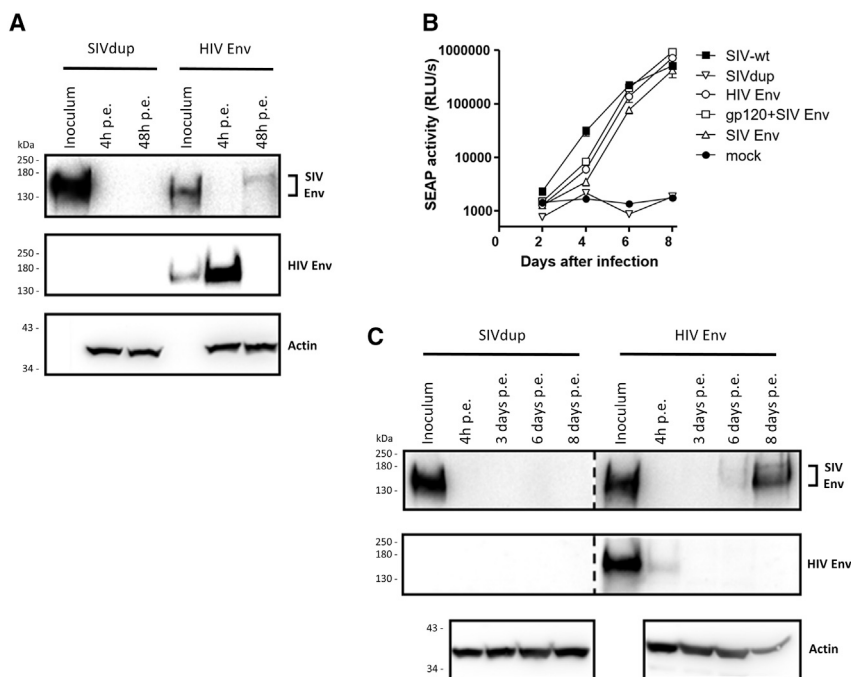 A
SIVdup HIV Env
Inoculum 4h p.e. 48h p.e. Inoculum 4h p.e. 48h p.e.
kDa
250 -
180 -
130 -
SIV
Env
250 -
180 -
130 -
HIV Env
43 -
34 -
Actin
B
SEAP activity (RLU/s)
1000000
100000
10000
1000
0 2 4 6 8
Days after infection
SIV-wt
SIVdup
HIV Env
gp120+SIV Env
SIV Env
mock
C
SIVdup HIV Env
Inoculum 4h p.e. 3 days p.e. 6 days p.e. 8 days p.e. Inoculum 4h p.e. 3 days p.e. 6 days p.e. 8 days p.e.
kDa
250 -
180 -
130 -
SIV
Env
250 -
180 -
130 -
HIV Env
43 -
34 -
Actin